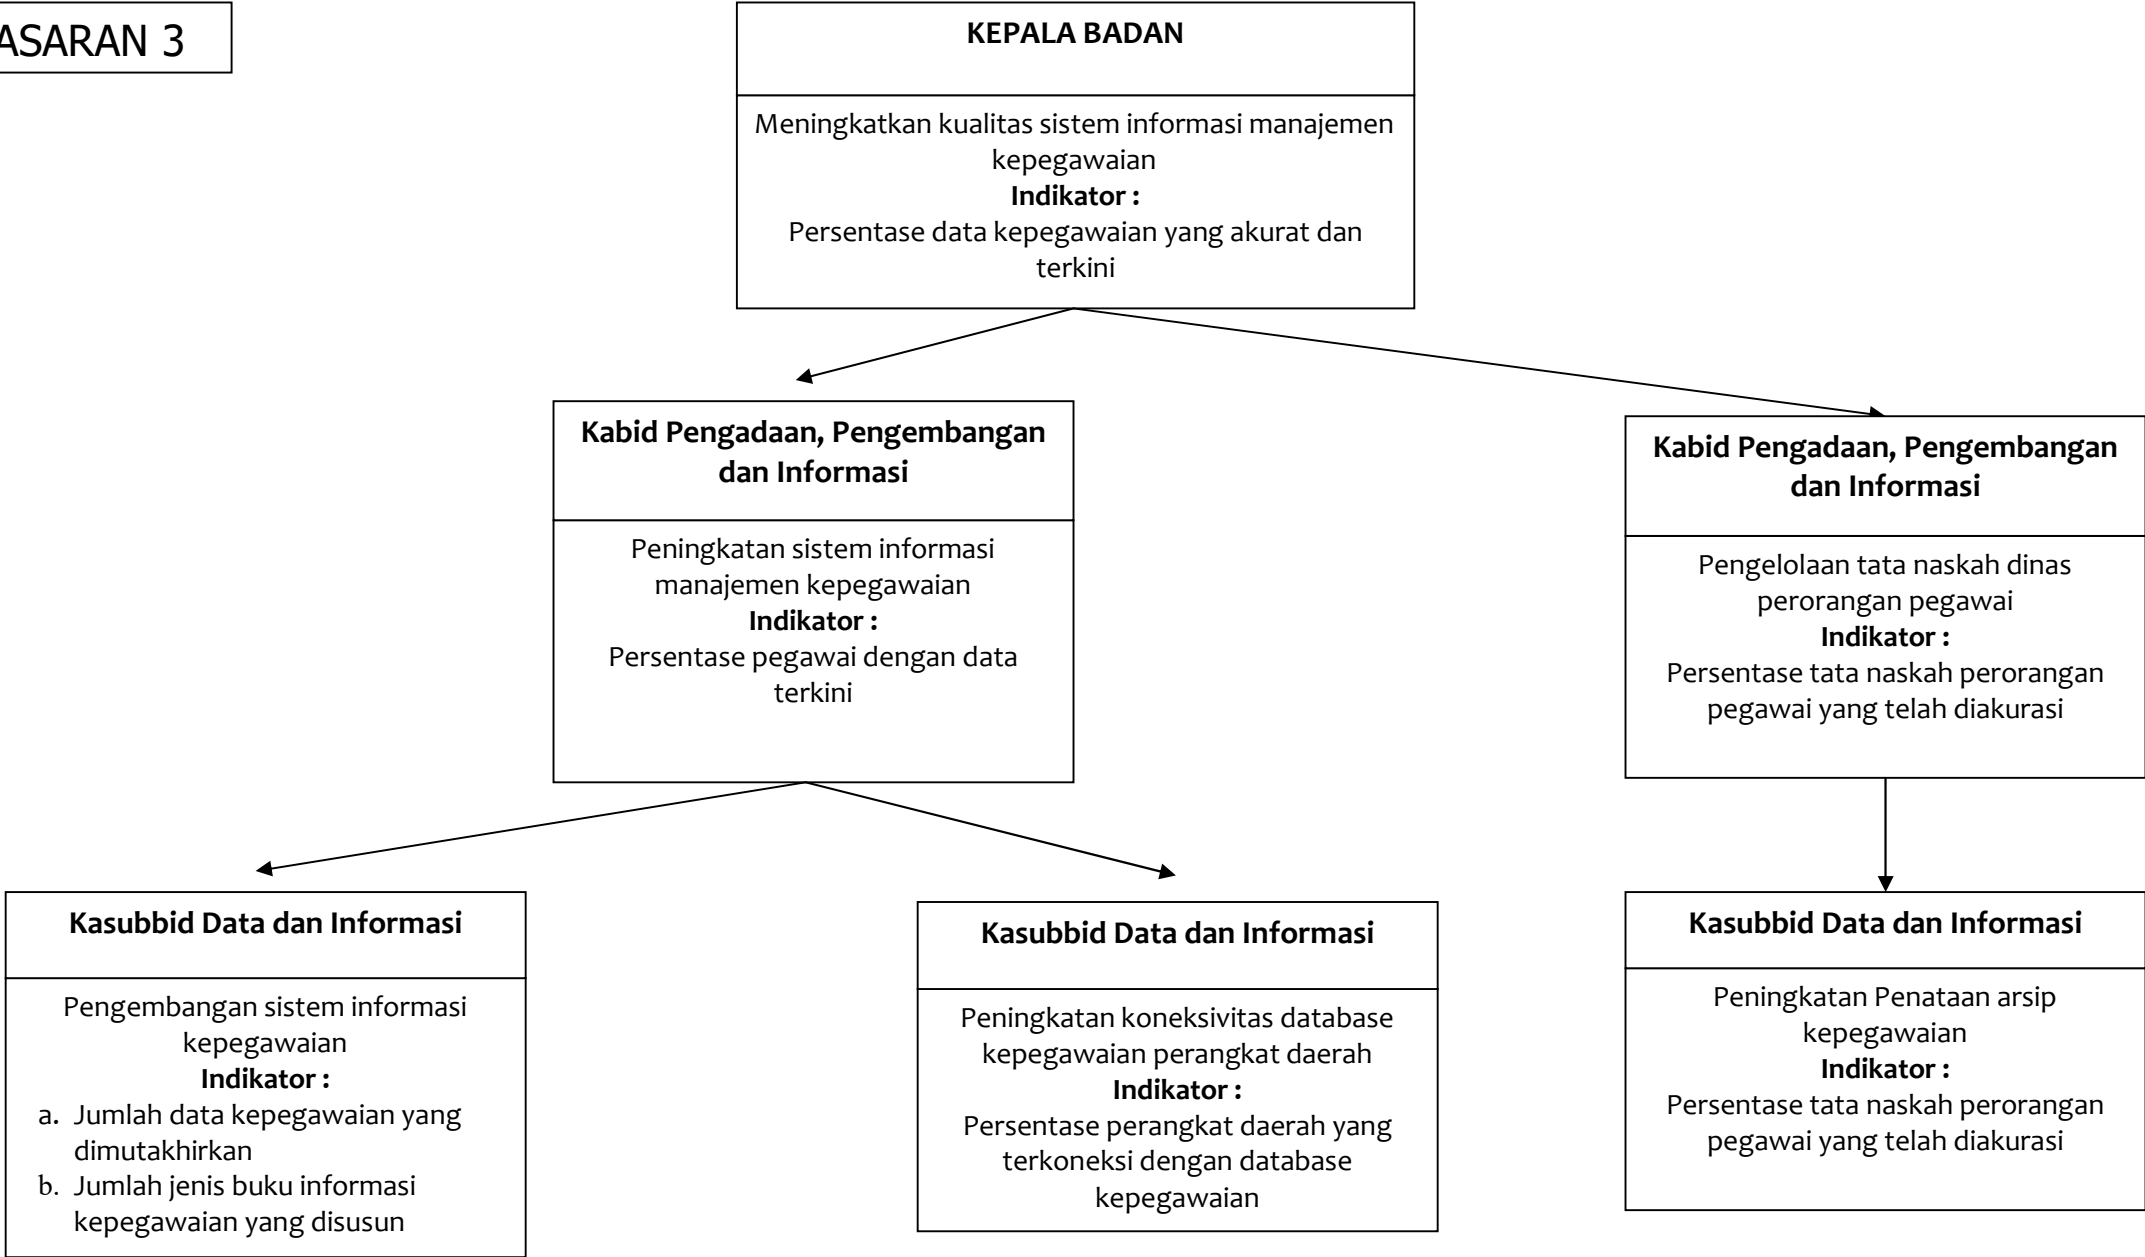 ASARAN 3
KEPALA BADAN
Meningkatkan kualitas sistem informasi manajemen
kepegawaian
Indikator :
Persentase data kepegawaian yang akurat dan
terkini
Kabid Pengadaan, Pengembangan
dan Informasi
Peningkatan sistem informasi
manajemen kepegawaian
Indikator :
Persentase pegawai dengan data
terkini
Kabid Pengadaan, Pengembangan
dan Informasi
Pengelolaan tata naskah dinas
perorangan pegawai
Indikator :
Persentase tata naskah perorangan
pegawai yang telah diakurasi
Kasubbid Data dan Informasi
Pengembangan sistem informasi
kepegawaian
Indikator :
a. Jumlah data kepegawaian yang
dimutakhirkan
b. Jumlah jenis buku informasi
kepegawaian yang disusun
Kasubbid Data dan Informasi
Peningkatan koneksivitas database
kepegawaian perangkat daerah
Indikator :
Persentase perangkat daerah yang
terkoneksi dengan database
kepegawaian
Kasubbid Data dan Informasi
Peningkatan Penataan arsip
kepegawaian
Indikator :
Persentase tata naskah perorangan
pegawai yang telah diakurasi